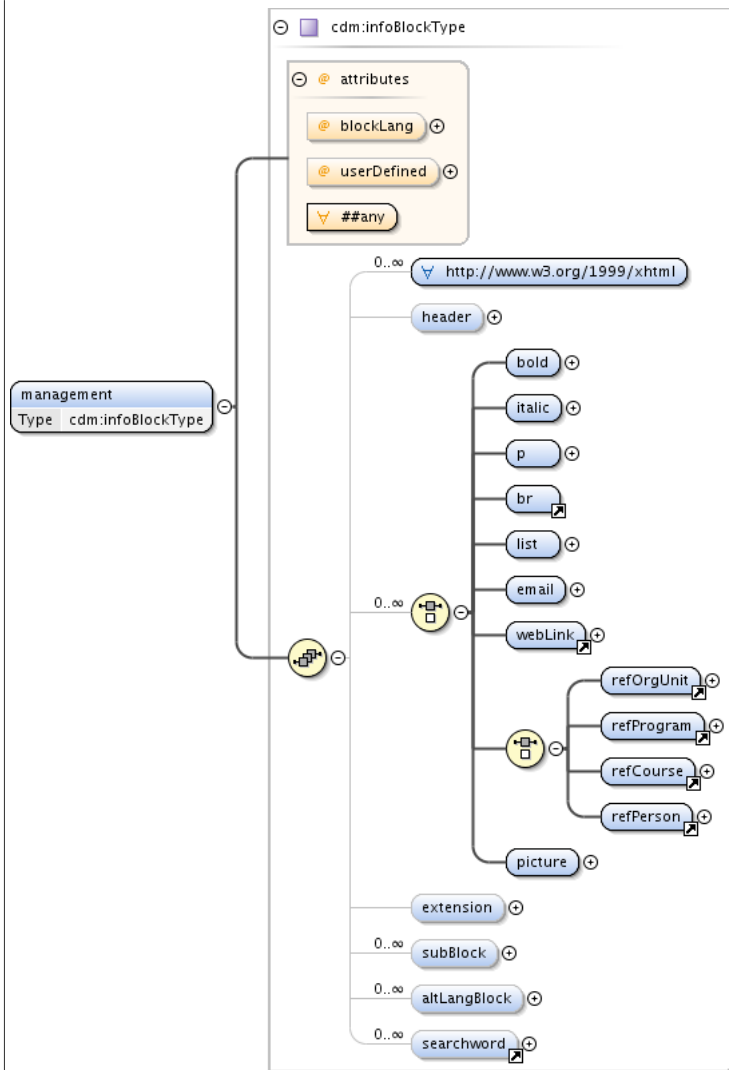 cdm:infoBlockType
@ attributes
@ blockLang
@ userDefined
∀ ##any
0..∞
∀ http://www.w3.org/1999/xhtml
header
bold
italic
management
Type cdm:infoBlockType
p
br
list
email
0..∞
webLink
refOrgUnit
refProgram
refCourse
refPerson
picture
extension
0..∞
subBlock
0..∞
altLangBlock
0..∞
searchword